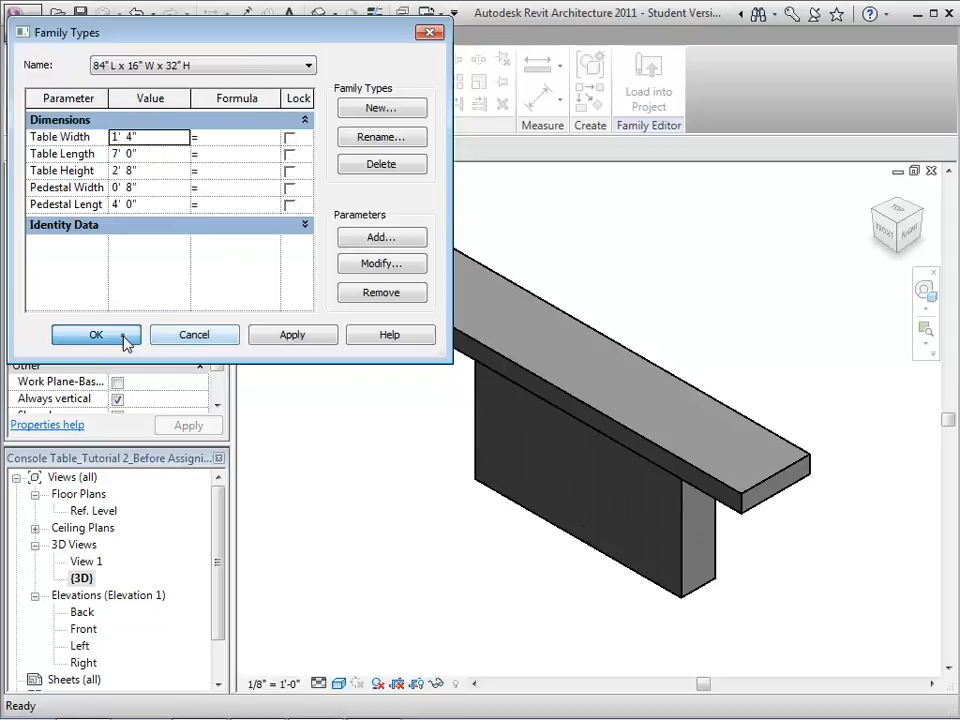 Autodesk Revit Architecture 2011 - Student Versi...
Family Types
Name:
84" L x 16" W x 32" H
Parameter
Value
Formula
Lock
Dimensions
Table Width
1' 4"
=
Table Length
7' 0"
=
Table Height
2' 8"
=
Pedestal Width
0' 8"
=
Pedestal Lengt
4' 0"
=
Identity Data
Family Types
New...
Rename...
Delete
Parameters
Add...
Modify...
Remove
OK
Cancel
Apply
Help
Measure
Create
Load into
Project
Family Editor
TOP
FRONT
RIGHT
Other
Work Plane-Bas...
Always vertical
Properties help
Apply
Console Table_Tutorial 2_Before Assigni...
Views (all)
Floor Plans
Ref. Level
Ceiling Plans
3D Views
View 1
{3D}
Elevations (Elevation 1)
Back
Front
Left
Right
Sheets (all)
1/8" = 1'-0"
Ready